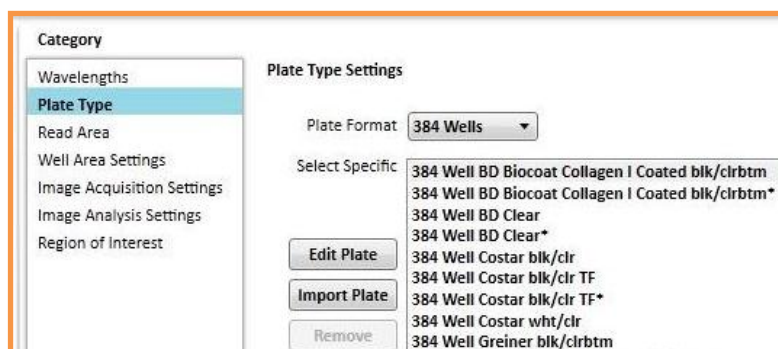 Category
Wavelengths
Plate Type
Read Area
Well Area Settings
Image Acquisition Settings
Image Analysis Settings
Region of Interest
Plate Type Settings
Plate Format 384 Wells
Select Specific
384 Well BD Biocoat Collagen I Coated blk/clrbtm
384 Well BD Biocoat Collagen I Coated blk/clrbtm*
384 Well BD Clear
384 Well BD Clear*
384 Well Costar blk/clr
384 Well Costar blk/clr TF
384 Well Costar blk/clr TF*
384 Well Costar wht/clr
384 Well Greiner blk/clrbtm
Edit Plate
Import Plate
Remove